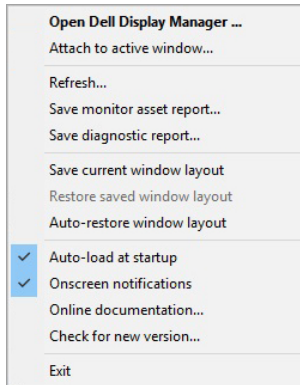 Open Dell Display Manager ...
Attach to active window...
Refresh...
Save monitor asset report...
Save diagnostic report...
Save current window layout
Restore saved window layout
Auto-restore window layout
Auto-load at startup
Onscreen notifications
Online documentation...
Check for new version...
Exit